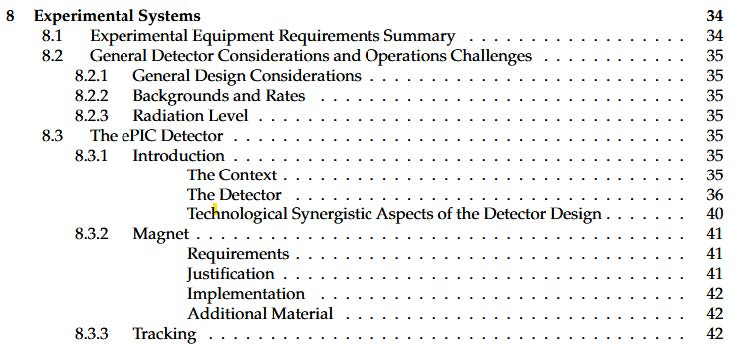 8 Experimental Systems 34
8.1 Experimental Equipment Requirements Summary . . . . . . . . . . . . . . . . . . 34
8.2 General Detector Considerations and Operations Challenges . . . . . . . . . . . . 35
8.2.1 General Design Considerations . . . . . . . . . . . . . . . . . . . . . . . . . . 35
8.2.2 Backgrounds and Rates . . . . . . . . . . . . . . . . . . . . . . . . . . . . . 35
8.2.3 Radiation Level . . . . . . . . . . . . . . . . . . . . . . . . . . . . . . . . . . 35
8.3 The ePIC Detector . . . . . . . . . . . . . . . . . . . . . . . . . . . . . . . . . . . . 35
8.3.1 Introduction . . . . . . . . . . . . . . . . . . . . . . . . . . . . . . . . . . . . 35
The Context . . . . . . . . . . . . . . . . . . . . . . . . . . . . . . . . 35
The Detector . . . . . . . . . . . . . . . . . . . . . . . . . . . . . . . 36
Technological Synergistic Aspects of the Detector Design . . . . . . . 40
8.3.2 Magnet . . . . . . . . . . . . . . . . . . . . . . . . . . . . . . . . . . . . . . . 41
Requirements . . . . . . . . . . . . . . . . . . . . . . . . . . . . . . . 41
Justification . . . . . . . . . . . . . . . . . . . . . . . . . . . . . . . . 41
Implementation . . . . . . . . . . . . . . . . . . . . . . . . . . . . . 42
Additional Material . . . . . . . . . . . . . . . . . . . . . . . . . . . 42
8.3.3 Tracking . . . . . . . . . . . . . . . . . . . . . . . . . . . . . . . . . . . . . . 42